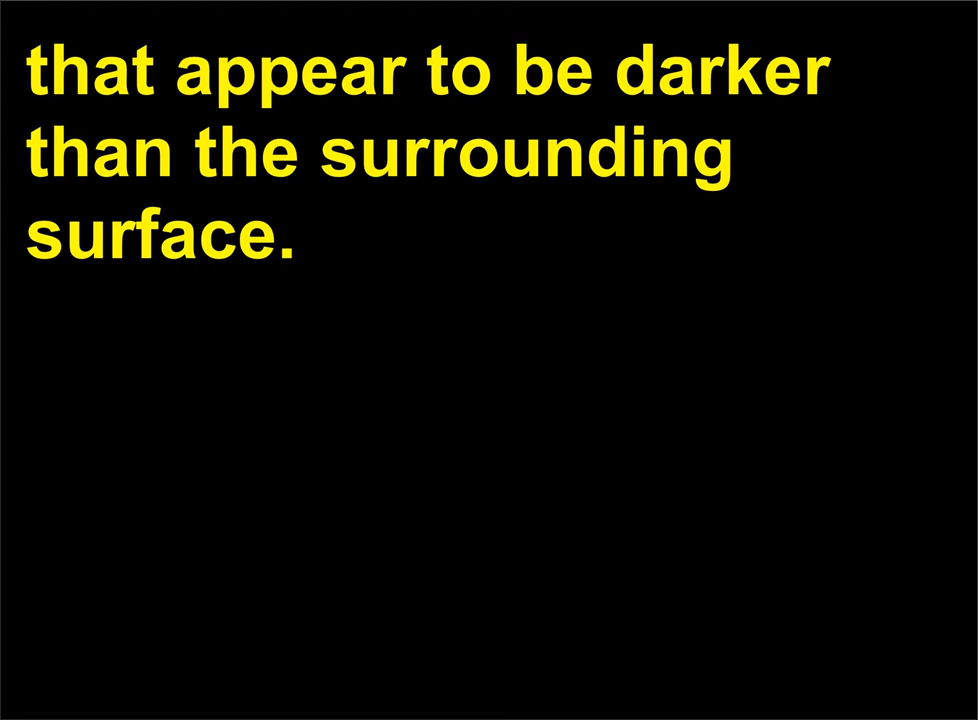 that appear to be darker
than the surrounding
surface.